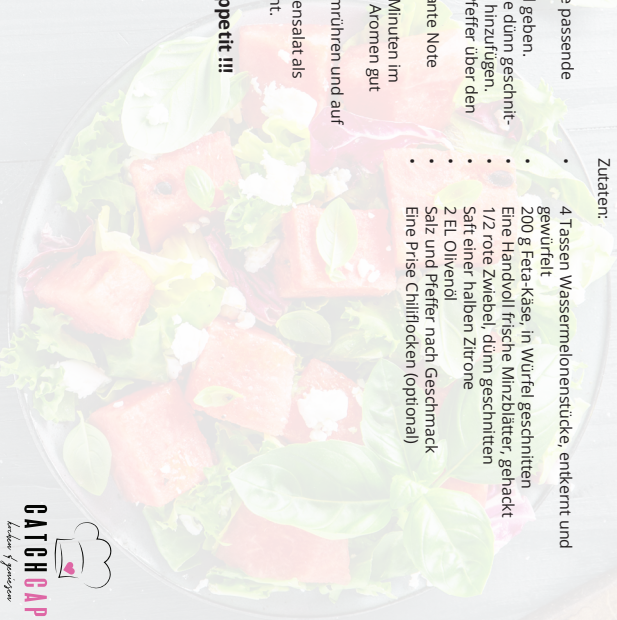 Zutaten:
• 4 Tassen Wassermelonenstücke, entkernt und
gewürfelt
• 200 g Feta-Käse, in Würfel geschnitten
• Eine Handvoll frische Minzblätter, gehackt
• 1/2 rote Zwiebel, dünn geschnitten
• Saft einer halben Zitrone
• 2 EL Olivenöl
• Salz und Pfeffer nach Geschmack
• Eine Prise Chiliflocken (optional)
e passende
geben.
e dünn geschnit-
hinzufügen.
feffer über den
ante Note
Minuten im
Aromen gut
mrühren und auf
ensalat als
nt.
ppetit !!!
CATCHCAP
kochen & geniesen